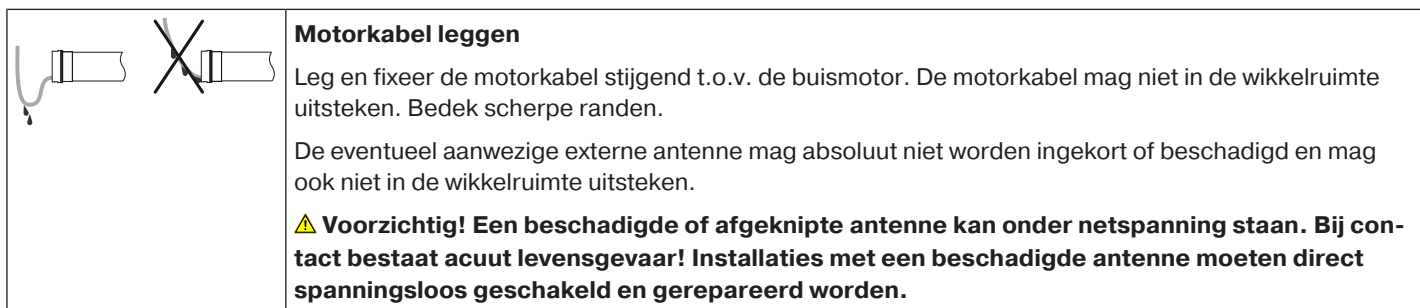 Motorkabel leggen
Leg en fixeer de motorkabel stijgend t.o.v. de buismotor. De motorkabel mag niet in de wikkelruimte
uitsteken. Bedek scherpe randen.
De eventueel aanwezige externe antenne mag absoluut niet worden ingekort of beschadigd en mag
ook niet in de wikkelruimte uitsteken.
⚠ Voorzichtig! Een beschadigde of afgeknipte antenne kan onder netspanning staan. Bij con-
tact bestaat acuut levensgevaar! Installaties met een beschadigde antenne moeten direct
spanningsloos geschakeld en gerepareerd worden.